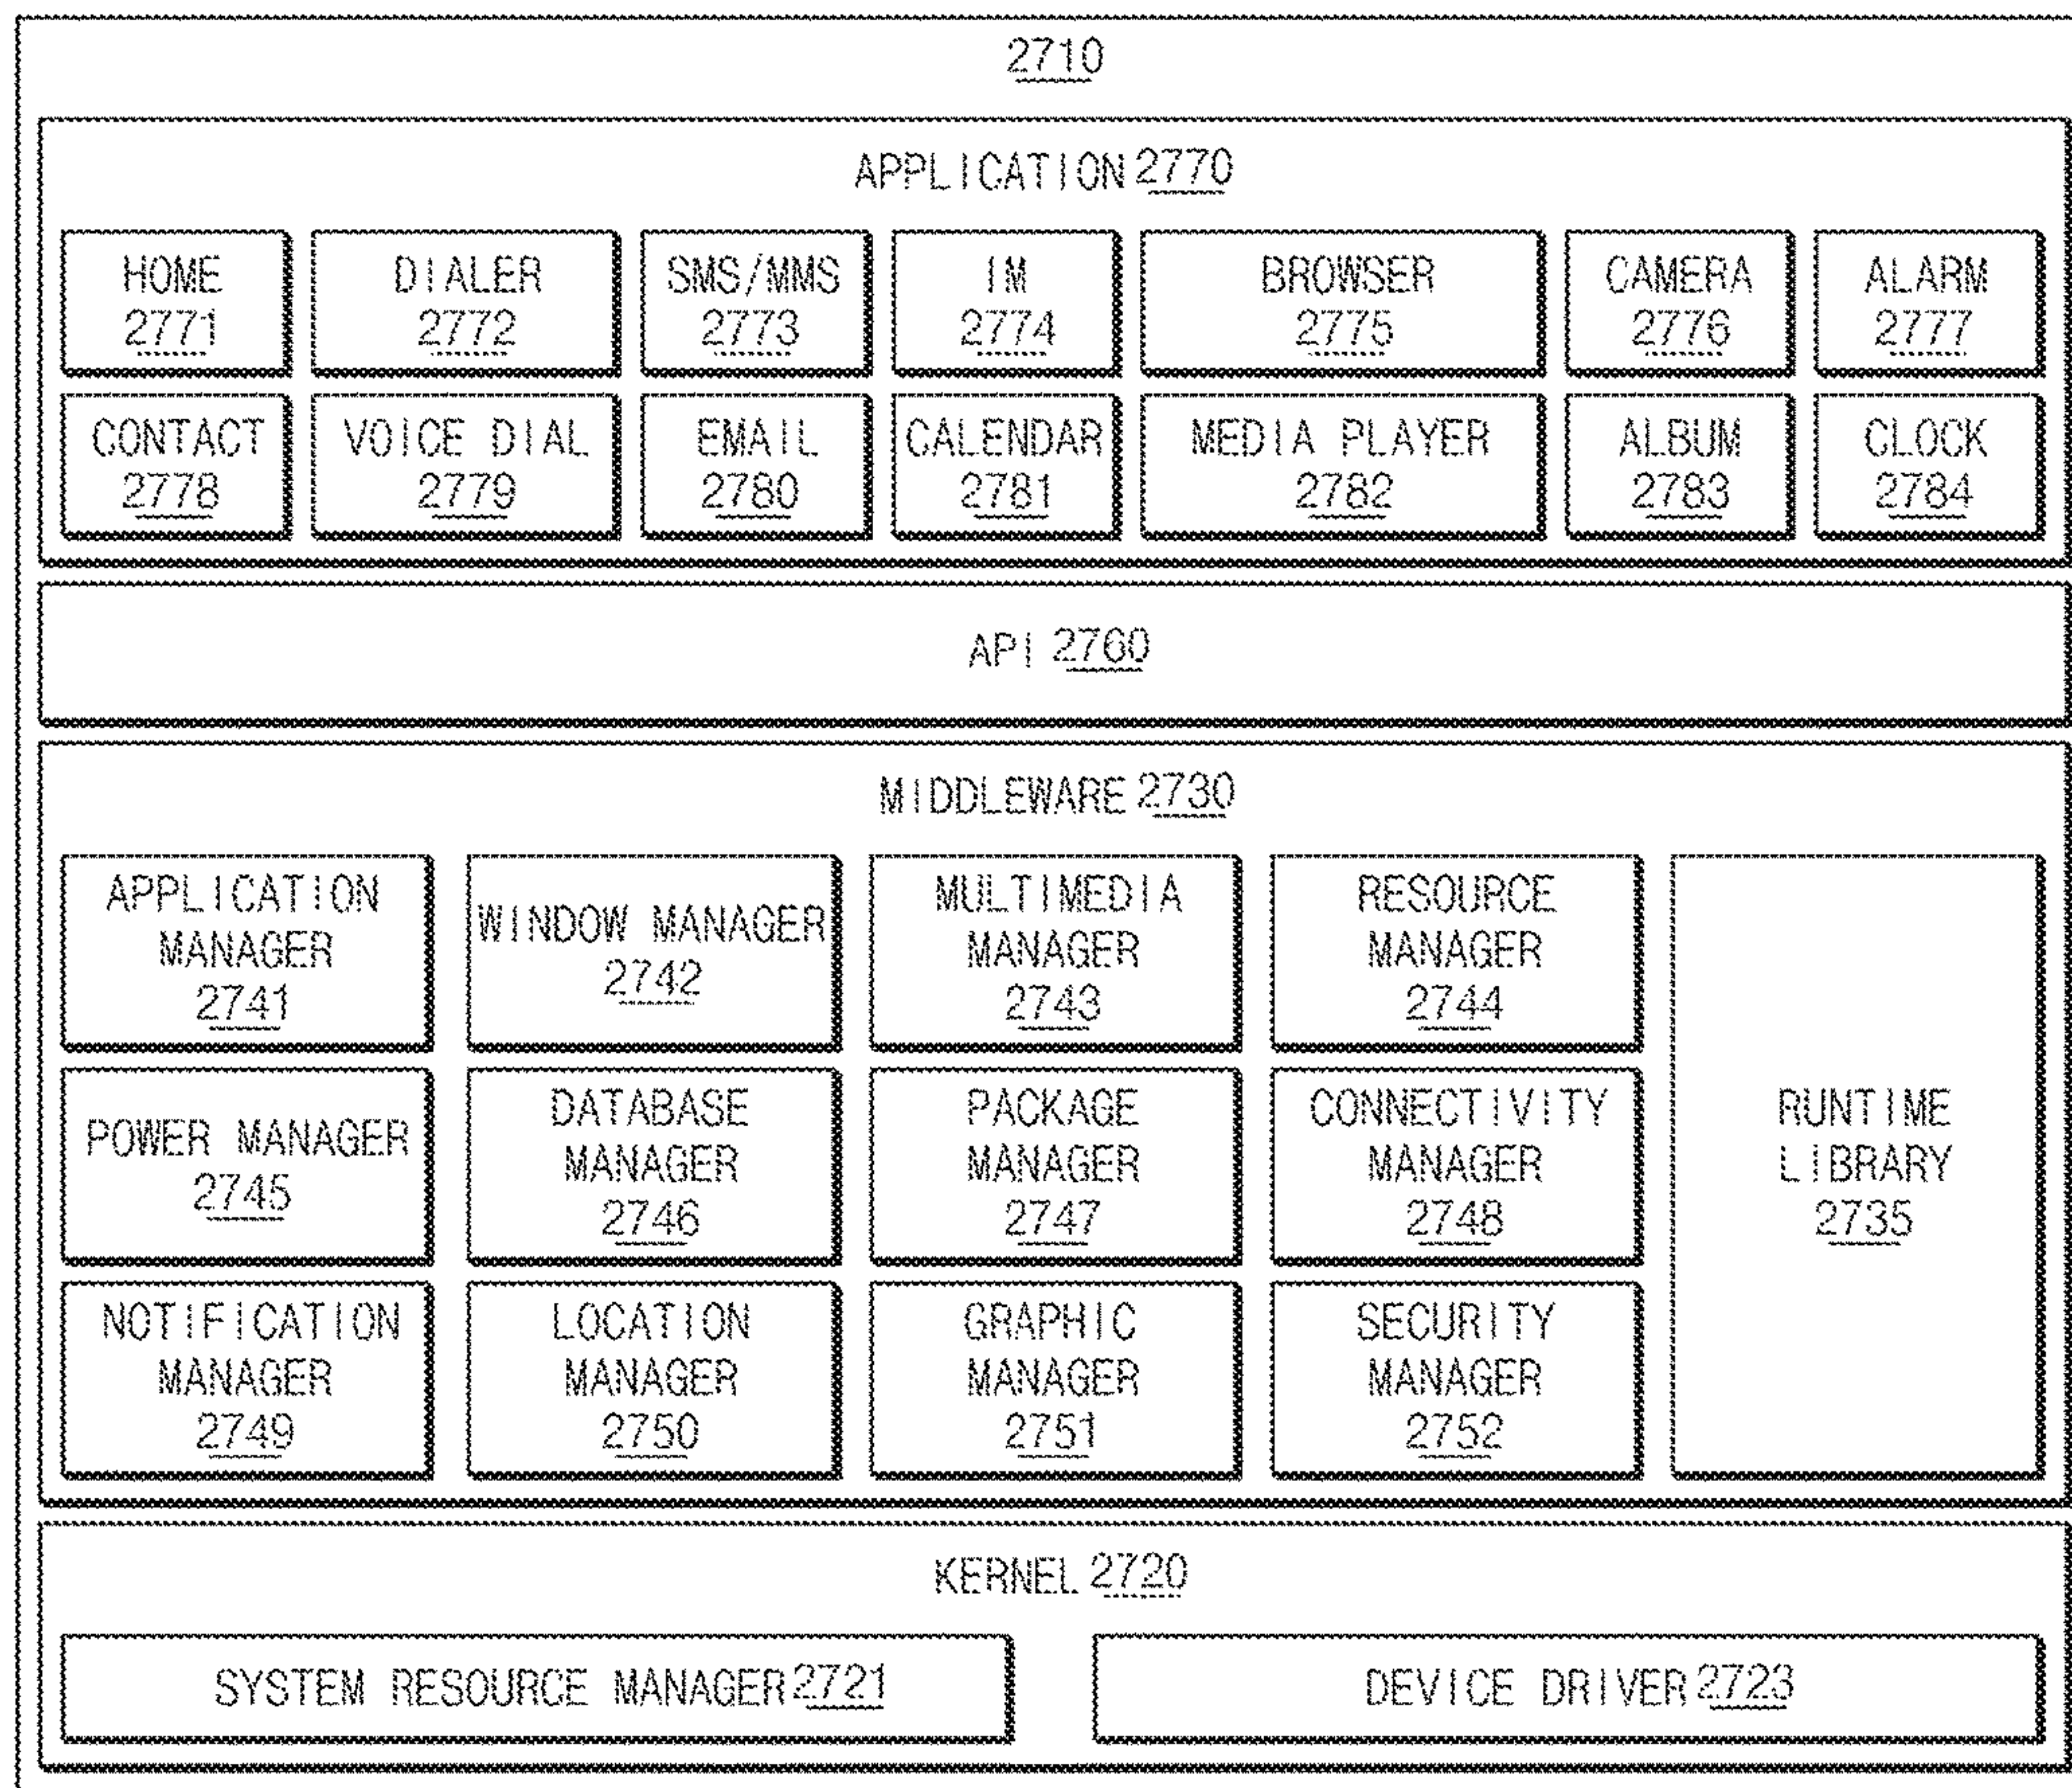 2710
APPLICATION 2770
HOME
2771
DIALER
2772
SMS/MMS
2773
IM
2774
BROWSER
2775
CAMERA
2776
ALARM
2777
CONTACT
2778
VOICE DIAL
2779
EMAIL
2780
CALENDAR
2781
MEDIA PLAYER
2782
ALBUM
2783
CLOCK
2784
API 2760
MIDDLEWARE 2730
APPLICATION
MANAGER
2741
WINDOW MANAGER
2742
MULTIMEDIA
MANAGER
2743
RESOURCE
MANAGER
2744
POWER MANAGER
2745
DATABASE
MANAGER
2746
PACKAGE
MANAGER
2747
CONNECTIVITY
MANAGER
2748
RUNTIME
LIBRARY
2735
NOTIFICATION
MANAGER
2749
LOCATION
MANAGER
2750
GRAPHIC
MANAGER
2751
SECURITY
MANAGER
2752
KERNEL 2720
SYSTEM RESOURCE MANAGER 2721
DEVICE DRIVER 2723